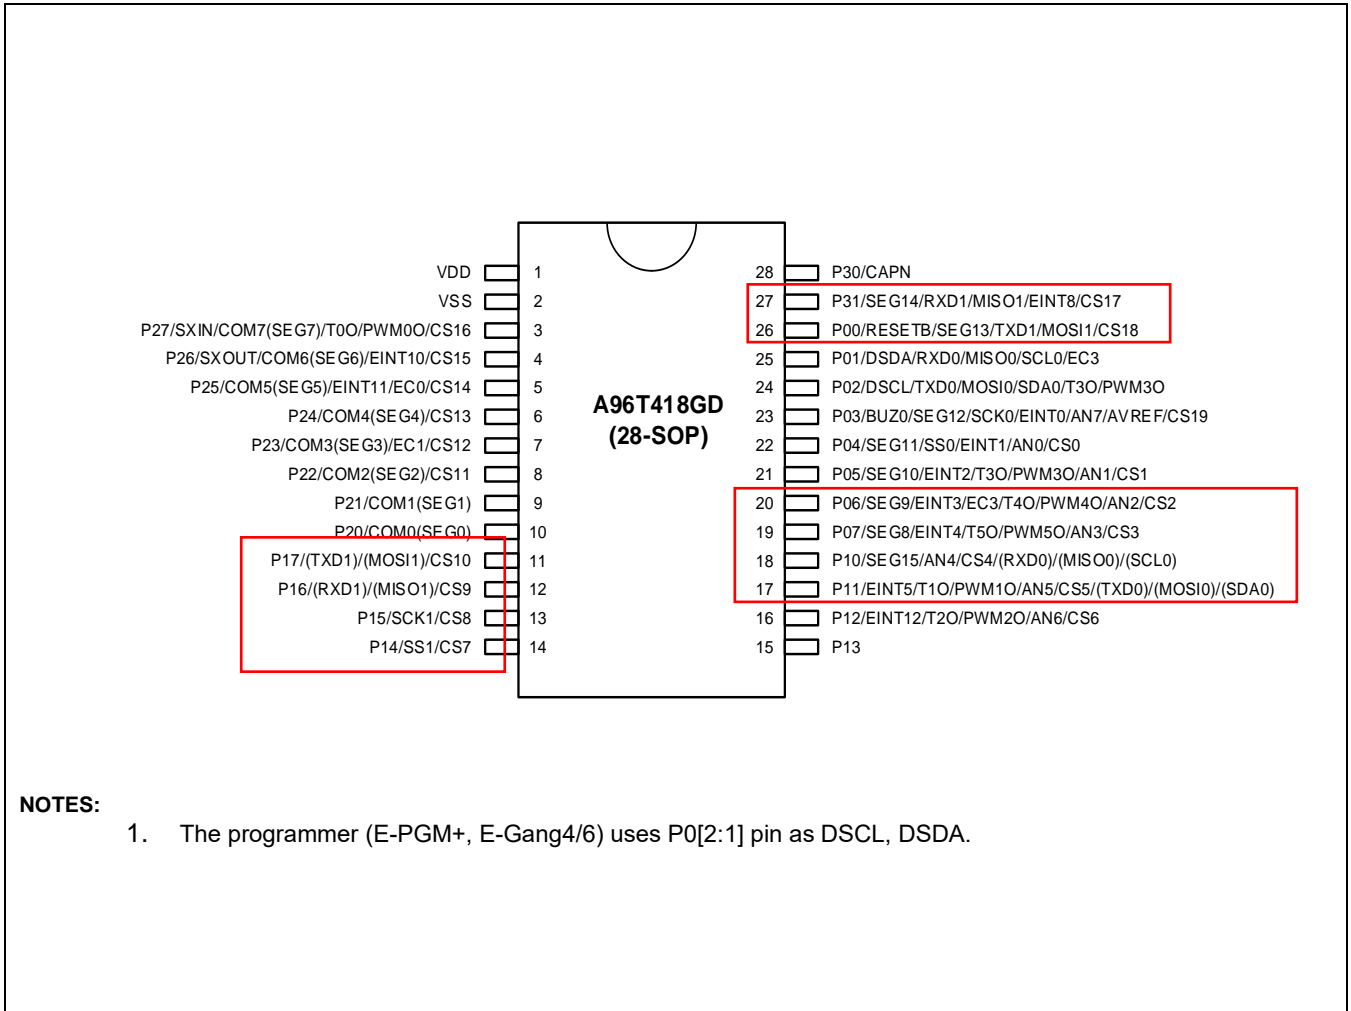 VDD 1
VSS 2
P27/SXIN/COM7(SEG7)/T0O/PWM0O/CS16 3
P26/SXOUT/COM6(SEG6)/EINT10/CS15 4
P25/COM5(SEG5)/EINT11/EC0/CS14 5
P24/COM4(SEG4)/CS13 6
P23/COM3(SEG3)/EC1/CS12 7
P22/COM2(SEG2)/CS11 8
P21/COM1(SEG1) 9
P20/COM0(SEG0) 10
P17/(TXD1)/(MOSI1)/CS10 11
P16/(RXD1)/(MISO1)/CS9 12
P15/SCK1/CS8 13
P14/SS1/CS7 14
A96T418GD
(28-SOP)
28 P30/CAPN
27 P31/SEG14/RXD1/MISO1/EINT8/CS17
26 P00/RESETB/SEG13/TXD1/MOSI1/CS18
25 P01/DSDA/RXD0/MISO0/SCL0/EC3
24 P02/DSCL/TXD0/MOSI0/SDA0/T3O/PWM3O
23 P03/BUZ0/SEG12/SCK0/EINT0/AN7/AVREF/CS19
22 P04/SEG11/SS0/EINT1/AN0/CS0
21 P05/SEG10/EINT2/T3O/PWM3O/AN1/CS1
20 P06/SEG9/EINT3/EC3/T4O/PWM4O/AN2/CS2
19 P07/SEG8/EINT4/T5O/PWM5O/AN3/CS3
18 P10/SEG15/AN4/CS4/(RXD0)/(MISO0)/(SCL0)
17 P11/EINT5/T1O/PWM1O/AN5/CS5/(TXD0)/(MOSI0)/(SDA0)
16 P12/EINT12/T2O/PWM2O/AN6/CS6
15 P13
NOTES:
1. The programmer (E-PGM+, E-Gang4/6) uses P0[2:1] pin as DSCL, DSDA.